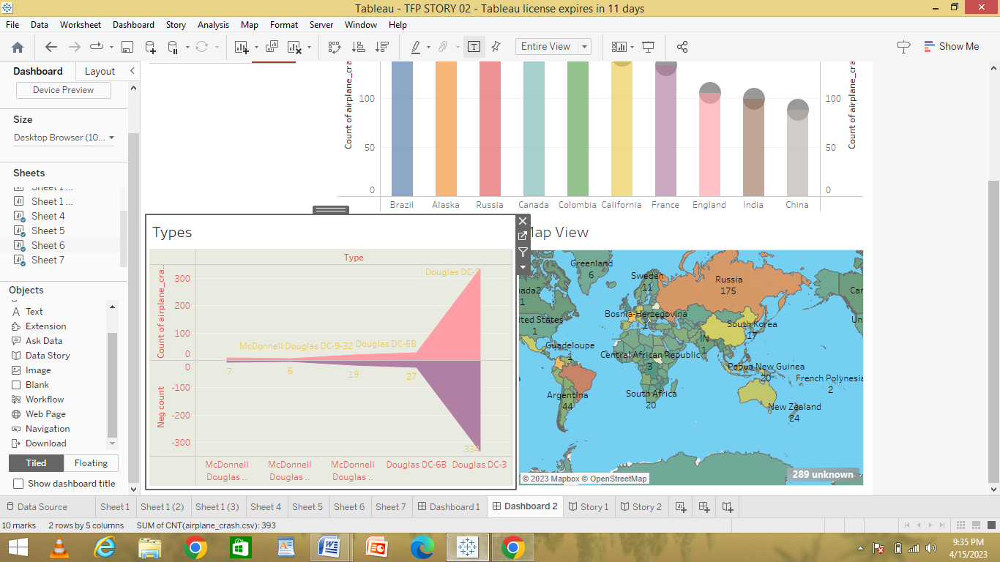 Tableau - TFP STORY 02 - Tableau license expires in 11 days
File Data Worksheet Dashboard Story Analysis Map Format Server Window Help
Entire View
Show Me
Dashboard Layout
Device Preview
Size
Desktop Browser (10...
Sheets
Sheet 1 ...
Sheet 1 ...
Sheet 4
Sheet 5
Sheet 6
Sheet 7
Objects
Text
Extension
Ask Data
Data Story
Image
Blank
Workflow
Web Page
Navigation
Download
Tiled Floating
Show dashboard title
Count of airplane_cra
100
50
0
Brazil Alaska Russia Canada Colombia California France England India China
100
50
0
Count of airplane_cra
Types
Type
Count of airplane_cra..
300
200
100
0
Neg count
0
-100
-200
-300
Douglas DC-3
McDonnell Douglas DC-9-32 Douglas DC-6B
7 6 19 27
334
McDonnell Douglas ..
McDonnell Douglas ..
McDonnell Douglas ..
Douglas DC-6B
Douglas DC-3
Map View
Greenland
6
Sweden
11
Russia
175
nada2
1
Can
ited States
1
Un
Bosnia-Herzegovina
1
South Korea
17
IN
1
Guadeloupe
1
Central African Republic
3
Papua New Guinea
20
French Polynesia
2
Argentina
44
South Africa
20
New Zealand
24
© 2023 Mapbox © OpenStreetMap
289 unknown
Data Source Sheet 1 Sheet 1 (2) Sheet 1 (3) Sheet 4 Sheet 5 Sheet 6 Sheet 7 Dashboard 1 Dashboard 2 Story 1 Story 2
10 marks 2 rows by 5 columns SUM of CNT(airplane_crash.csv): 393
9:35 PM
4/15/2023